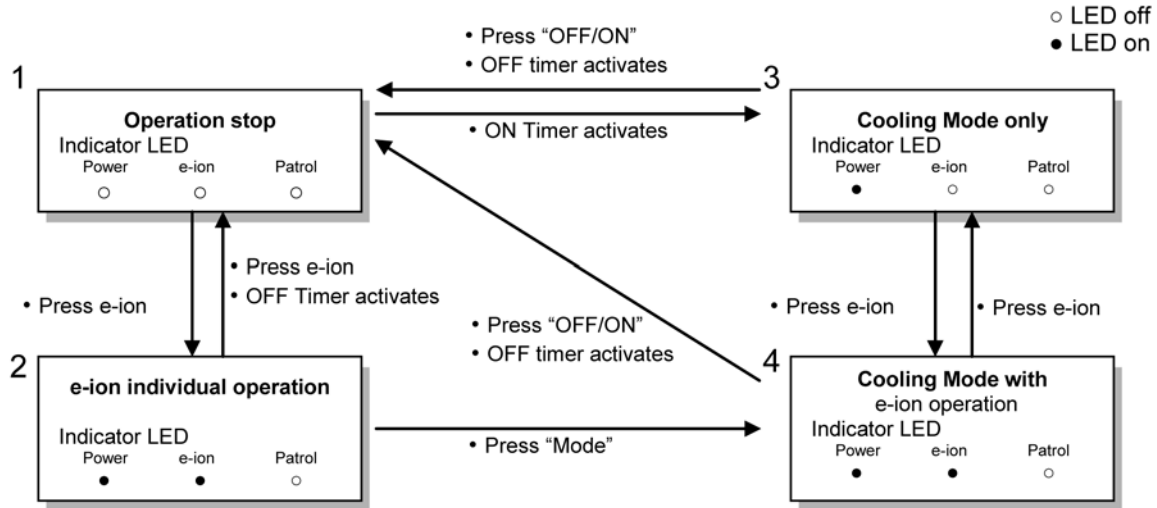 ○ LED off
● LED on
• Press “OFF/ON”
• OFF timer activates
• ON Timer activates
1
Operation stop
Indicator LED
Power e-ion Patrol
3
Cooling Mode only
Indicator LED
Power e-ion Patrol
• Press e-ion
• Press e-ion
• OFF Timer activates
• Press “OFF/ON”
• OFF timer activates
• Press e-ion
• Press e-ion
2
e-ion individual operation
Indicator LED
Power e-ion Patrol
• Press “Mode”
4
Cooling Mode with
e-ion operation
Indicator LED
Power e-ion Patrol